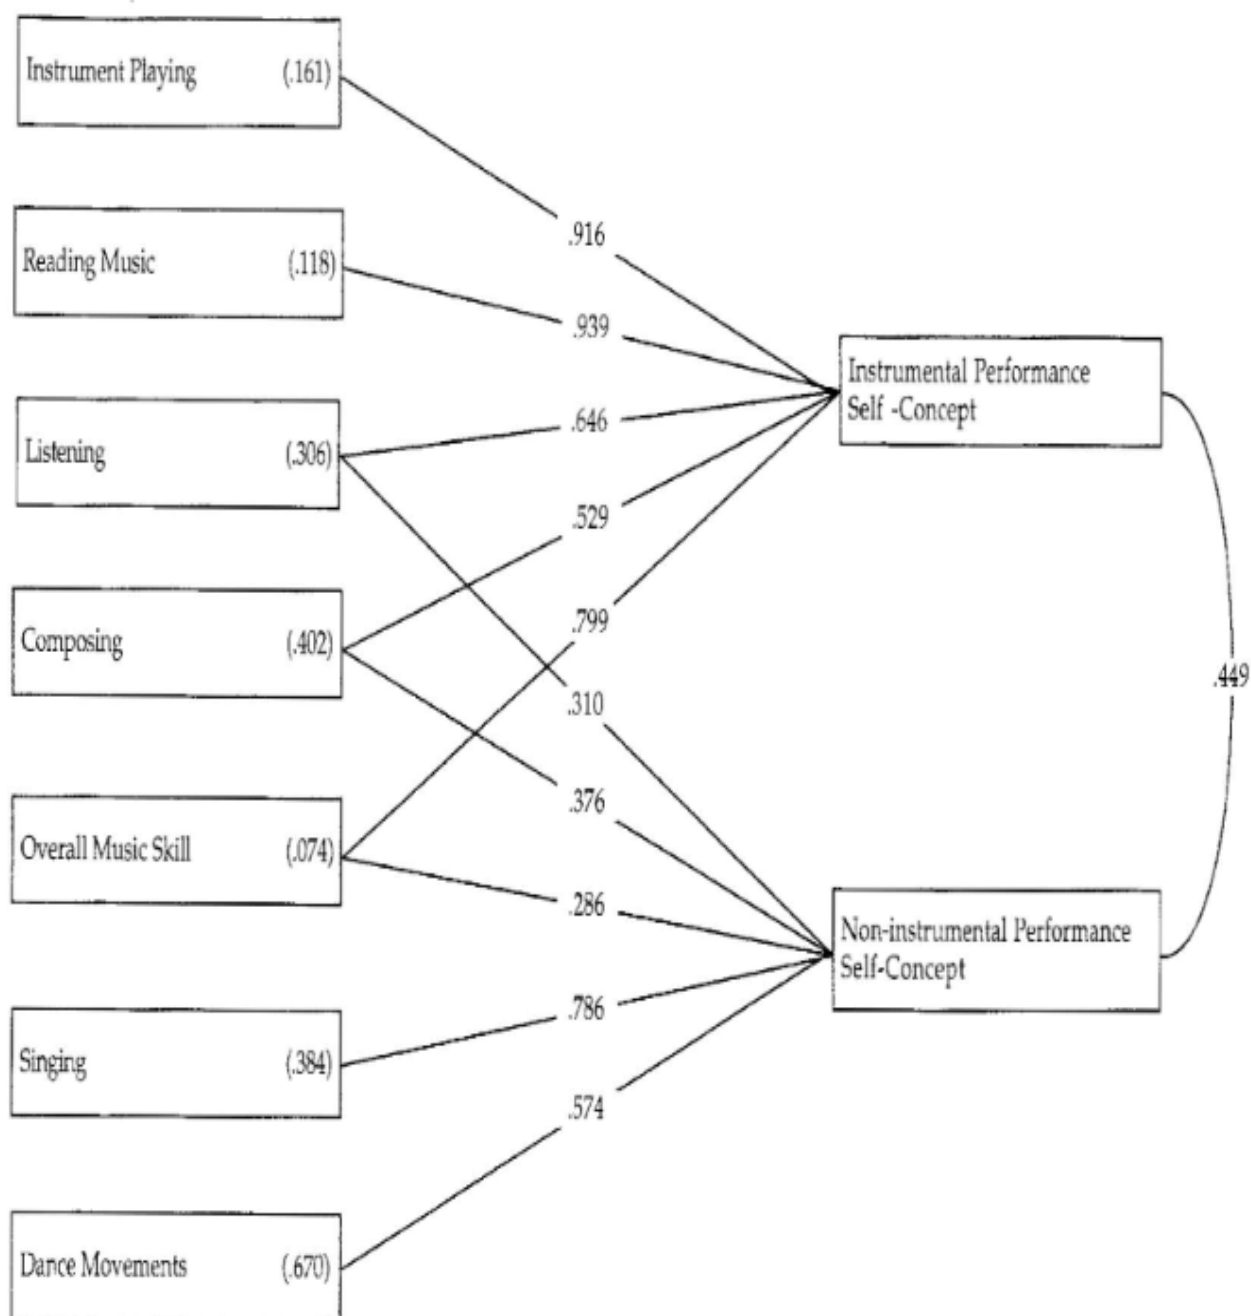 Instrument Playing (.161)
.916
Reading Music (.118)
.939
Instrumental Performance
Self -Concept
Listening (.306)
.646
.529
Composing (.402)
.799
.449
.310
.376
Overall Music Skill (.074)
.286
Non-instrumental Performance
Self-Concept
.786
Singing (.384)
.574
Dance Movements (.670)